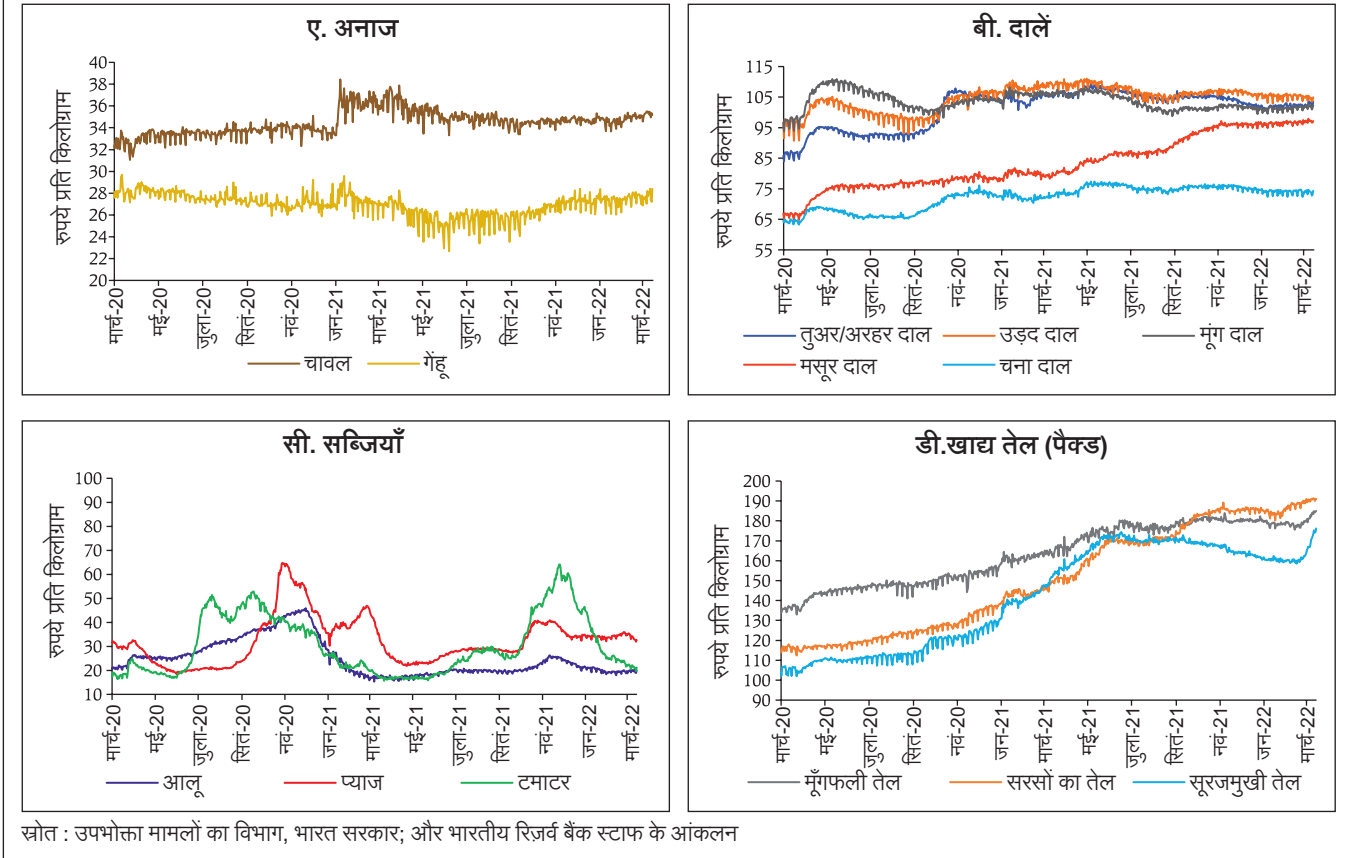 ए. अनाज
रुपये प्रति किलोग्राम
40
38
36
34
32
30
28
26
24
22
20
मार्च-20
मई-20
जुला-20
सितं-20
नवं-20
जन-21
मार्च-21
मई-21
जुला-21
सितं-21
नवं-21
जन-22
मार्च-22
चावल गेंहू
बी. दालें
रुपये प्रति किलोग्राम
115
105
95
85
75
65
55
मार्च-20
मई-20
जुला-20
सितं-20
नवं-20
जन-21
मार्च-21
मई-21
जुला-21
सितं-21
नवं-21
जन-22
मार्च-22
तुअर/अरहर दाल उड़द दाल मूंग दाल
मसूर दाल चना दाल
सी. सब्जियाँ
रुपये प्रति किलोग्राम
100
90
80
70
60
50
40
30
20
10
मार्च-20
मई-20
जुला-20
सितं-20
नवं-20
जन-21
मार्च-21
मई-21
जुला-21
सितं-21
नवं-21
जन-22
मार्च-22
आलू प्याज टमाटर
डी.खाद्य तेल (पैक्ड)
रुपये प्रति किलोग्राम
200
190
180
170
160
150
140
130
120
110
100
90
मार्च-20
मई-20
जुला-20
सितं-20
नवं-20
जन-21
मार्च-21
मई-21
जुला-21
सितं-21
नवं-21
जन-22
मार्च-22
मूँगफली तेल सरसों का तेल सूरजमुखी तेल
स्रोत : उपभोक्ता मामलों का विभाग, भारत सरकार; और भारतीय रिज़र्व बैंक स्टाफ के आंकलन